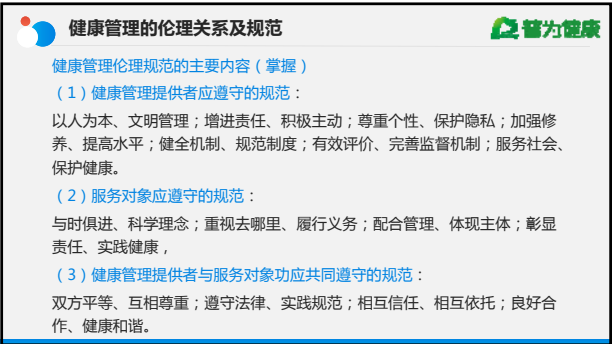 健康管理的伦理关系及规范
普为健康
健康管理伦理规范的主要内容（掌握）
（1）健康管理提供者应遵守的规范：
以人为本、文明管理；增进责任、积极主动；尊重个性、保护隐私；加强修
养、提高水平；健全机制、规范制度；有效评价、完善监督机制；服务社会、
保护健康。
（2）服务对象应遵守的规范：
与时俱进、科学理念；重视去哪里、履行义务；配合管理、体现主体；彰显
责任、实践健康，
（3）健康管理提供者与服务对象功应共同遵守的规范：
双方平等、互相尊重；遵守法律、实践规范；相互信任、相互依托；良好合
作、健康和谐。